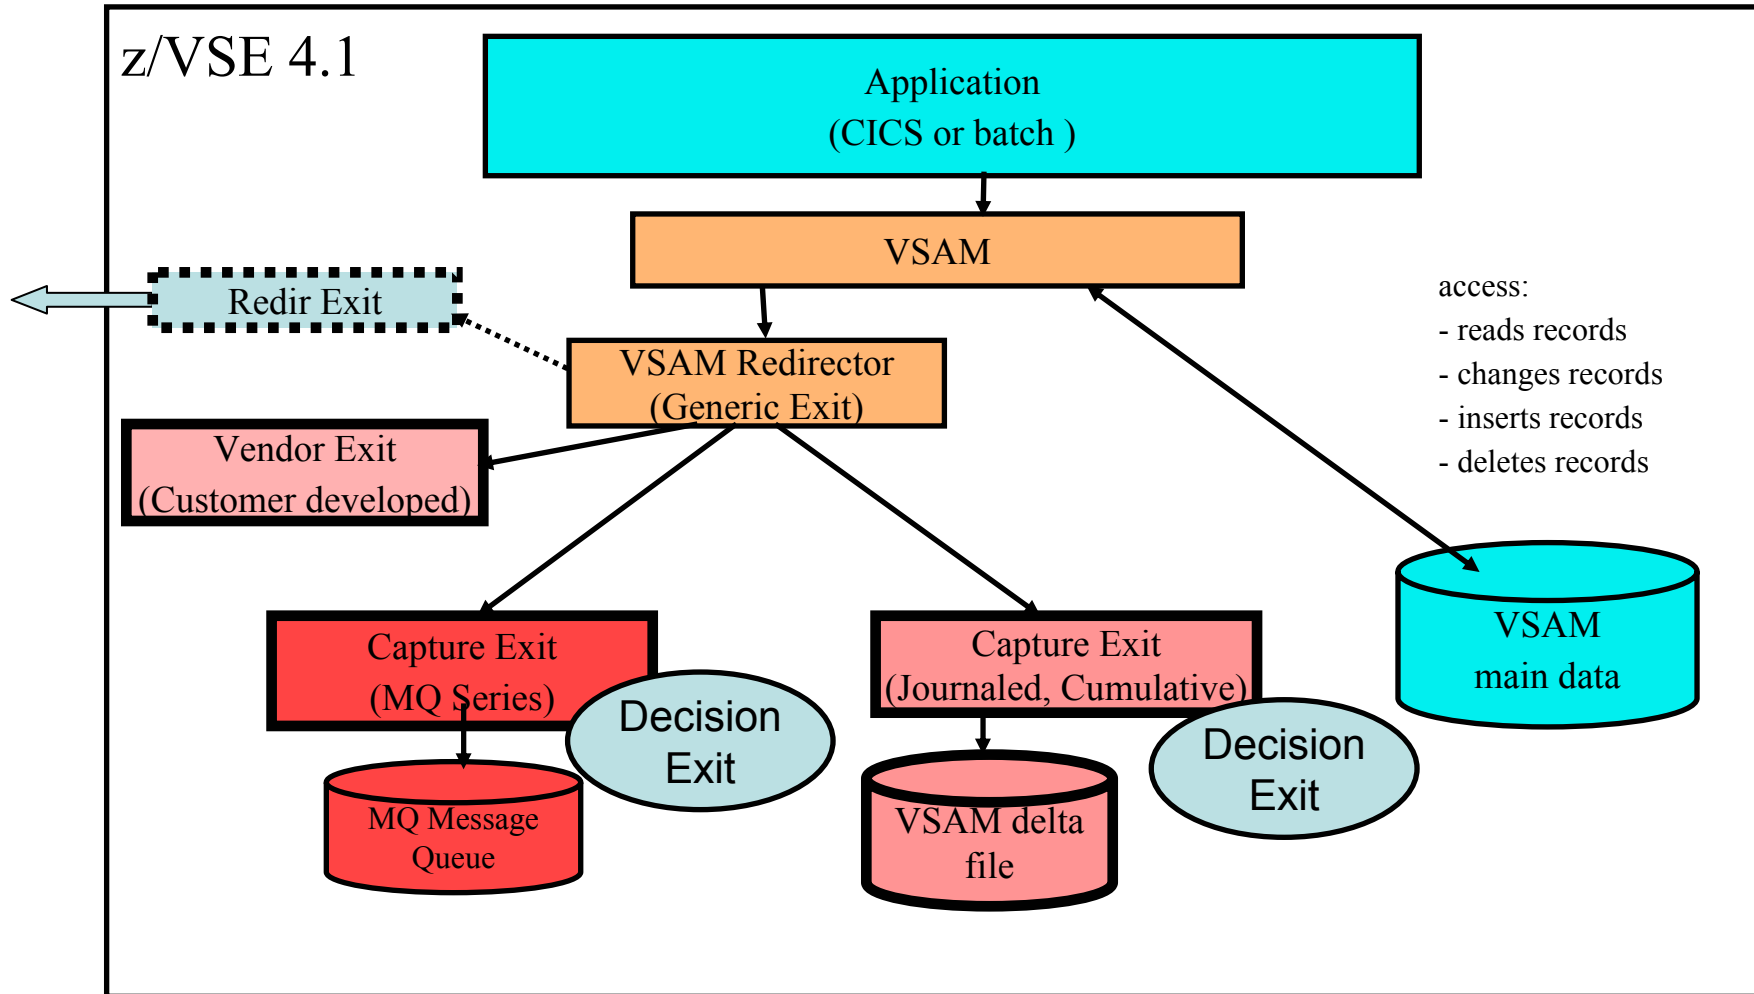 z/VSE 4.1
Application
(CICS or batch )
VSAM
Redir Exit
access:
- reads records
- changes records
- inserts records
- deletes records
VSAM Redirector
(Generic Exit)
Vendor Exit
(Customer developed)
Capture Exit
(MQ Series)
Decision
Exit
Capture Exit
(Journaled, Cumulative)
Decision
Exit
VSAM
main data
MQ Message
Queue
VSAM delta
file